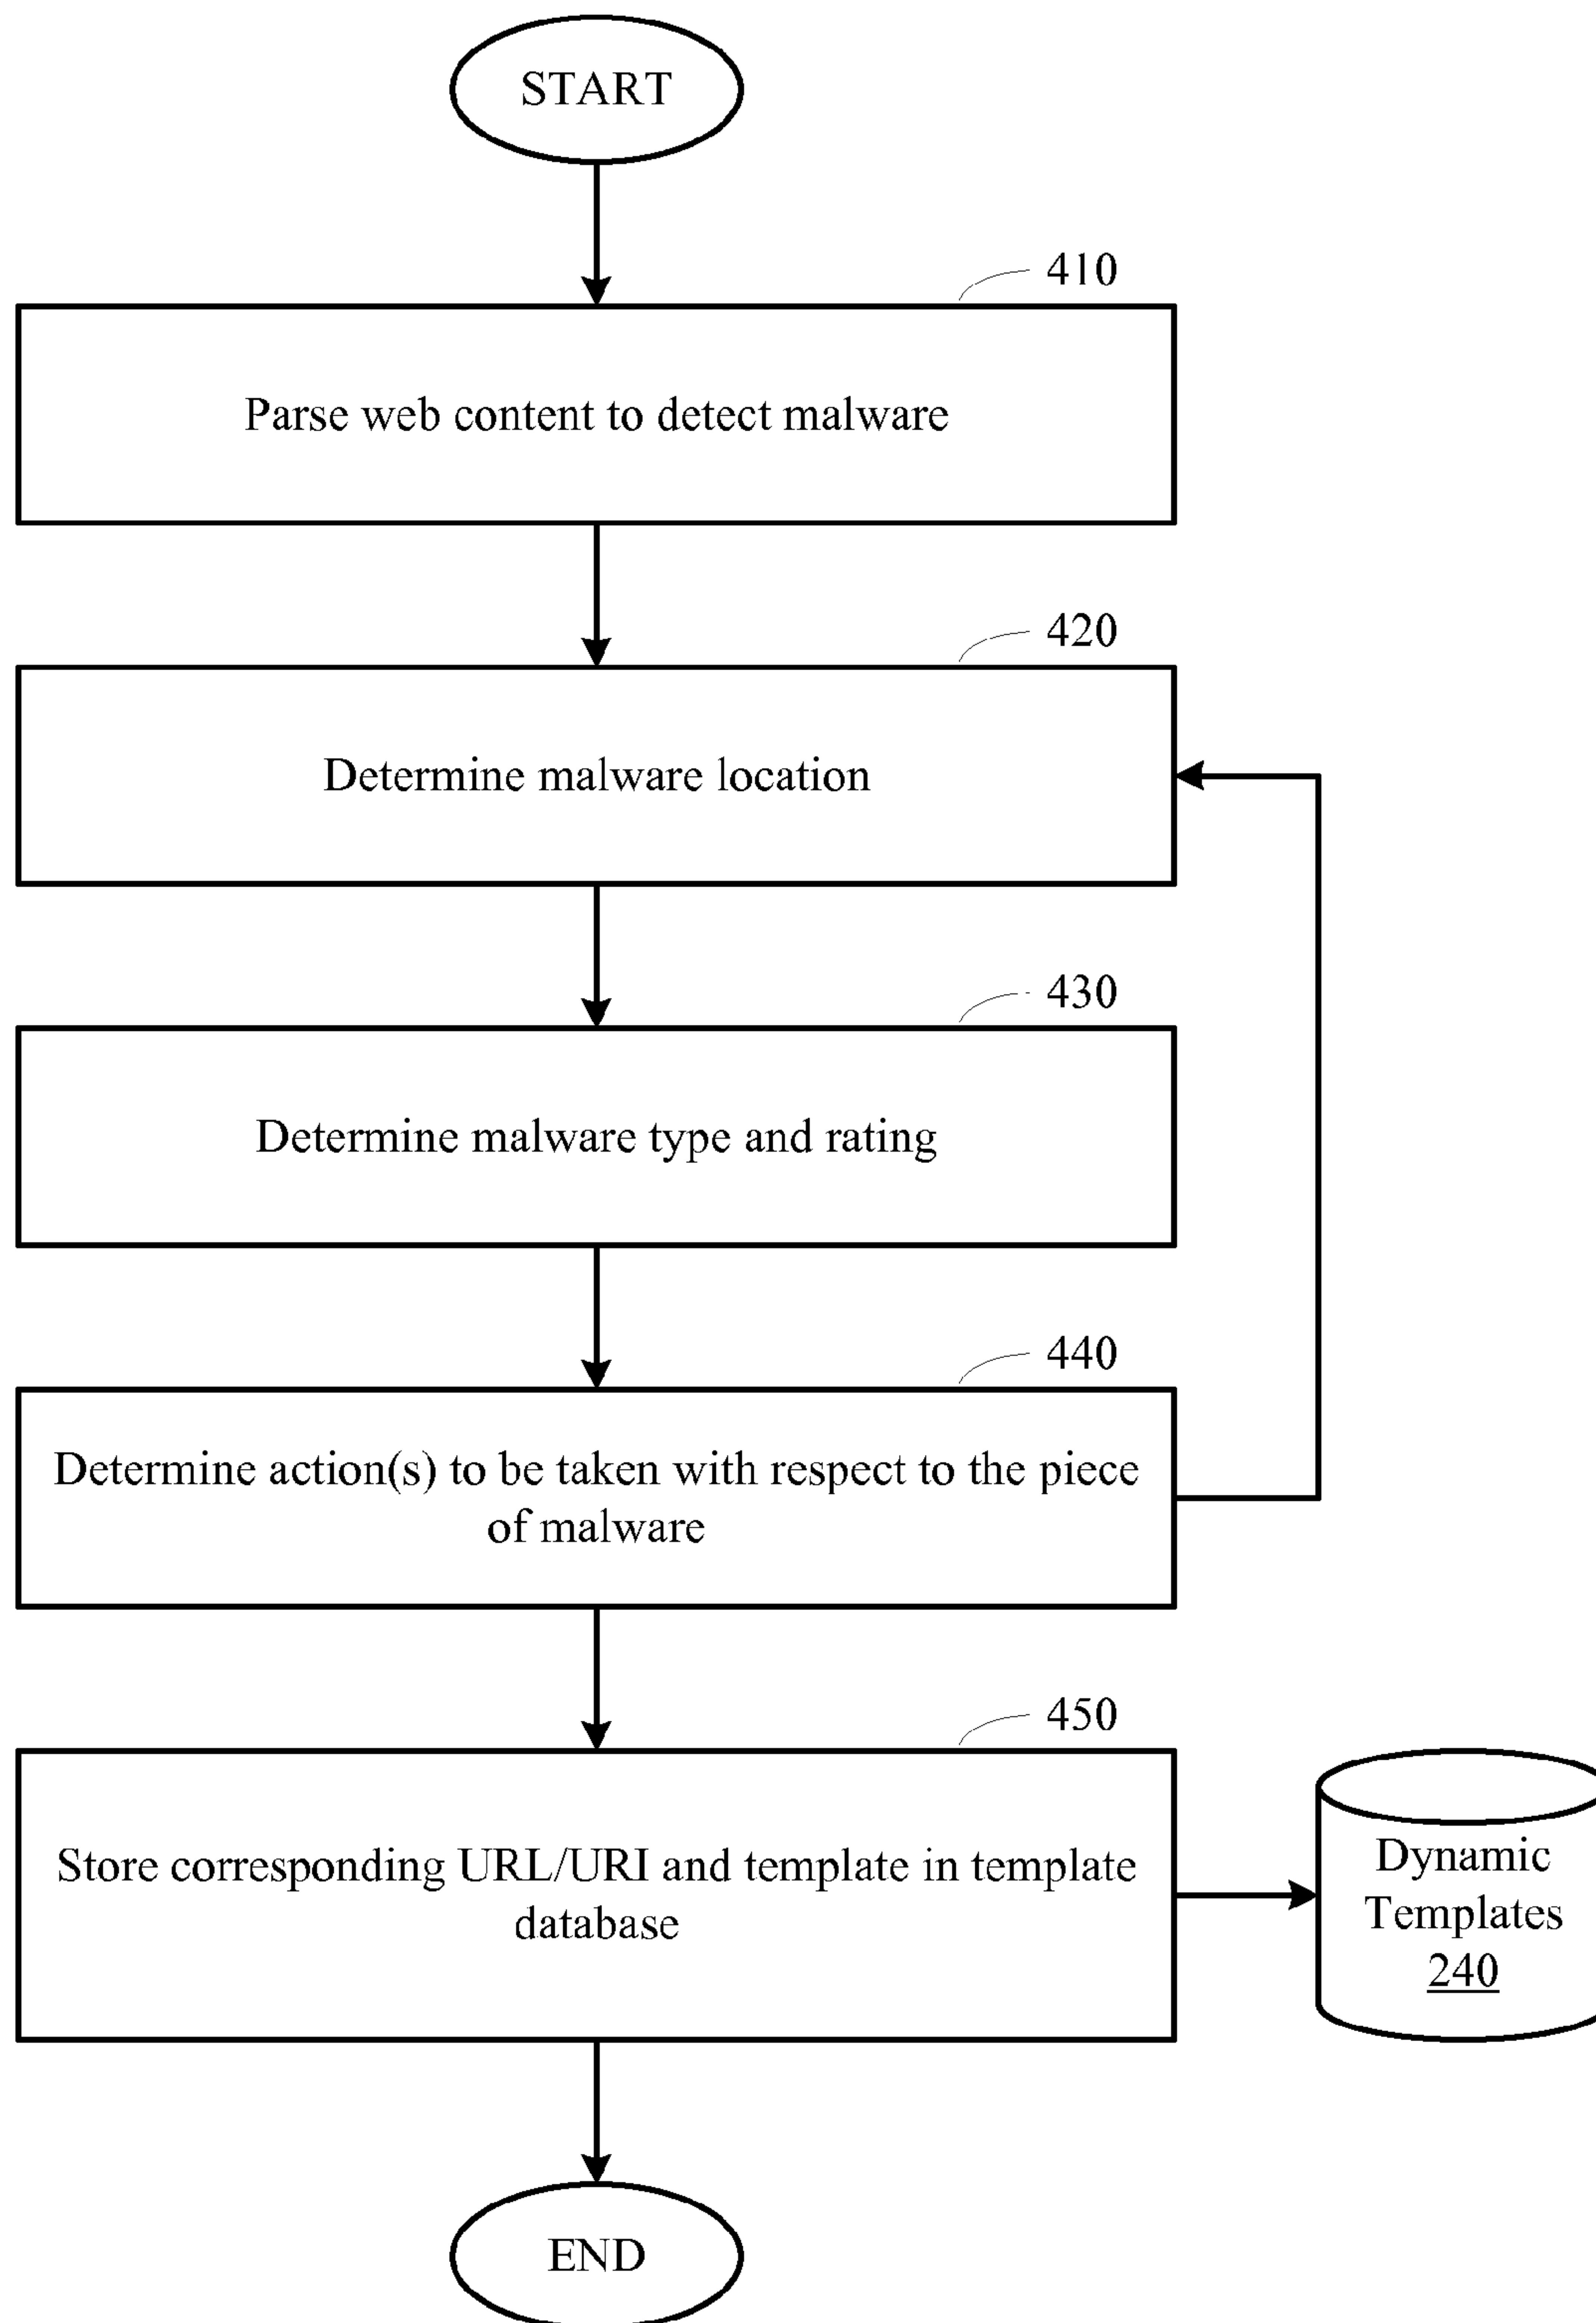 START
410
Parse web content to detect malware
420
Determine malware location
430
Determine malware type and rating
440
Determine action(s) to be taken with respect to the piece
of malware
450
Store corresponding URL/URI and template in template
database
Dynamic
Templates
240
END